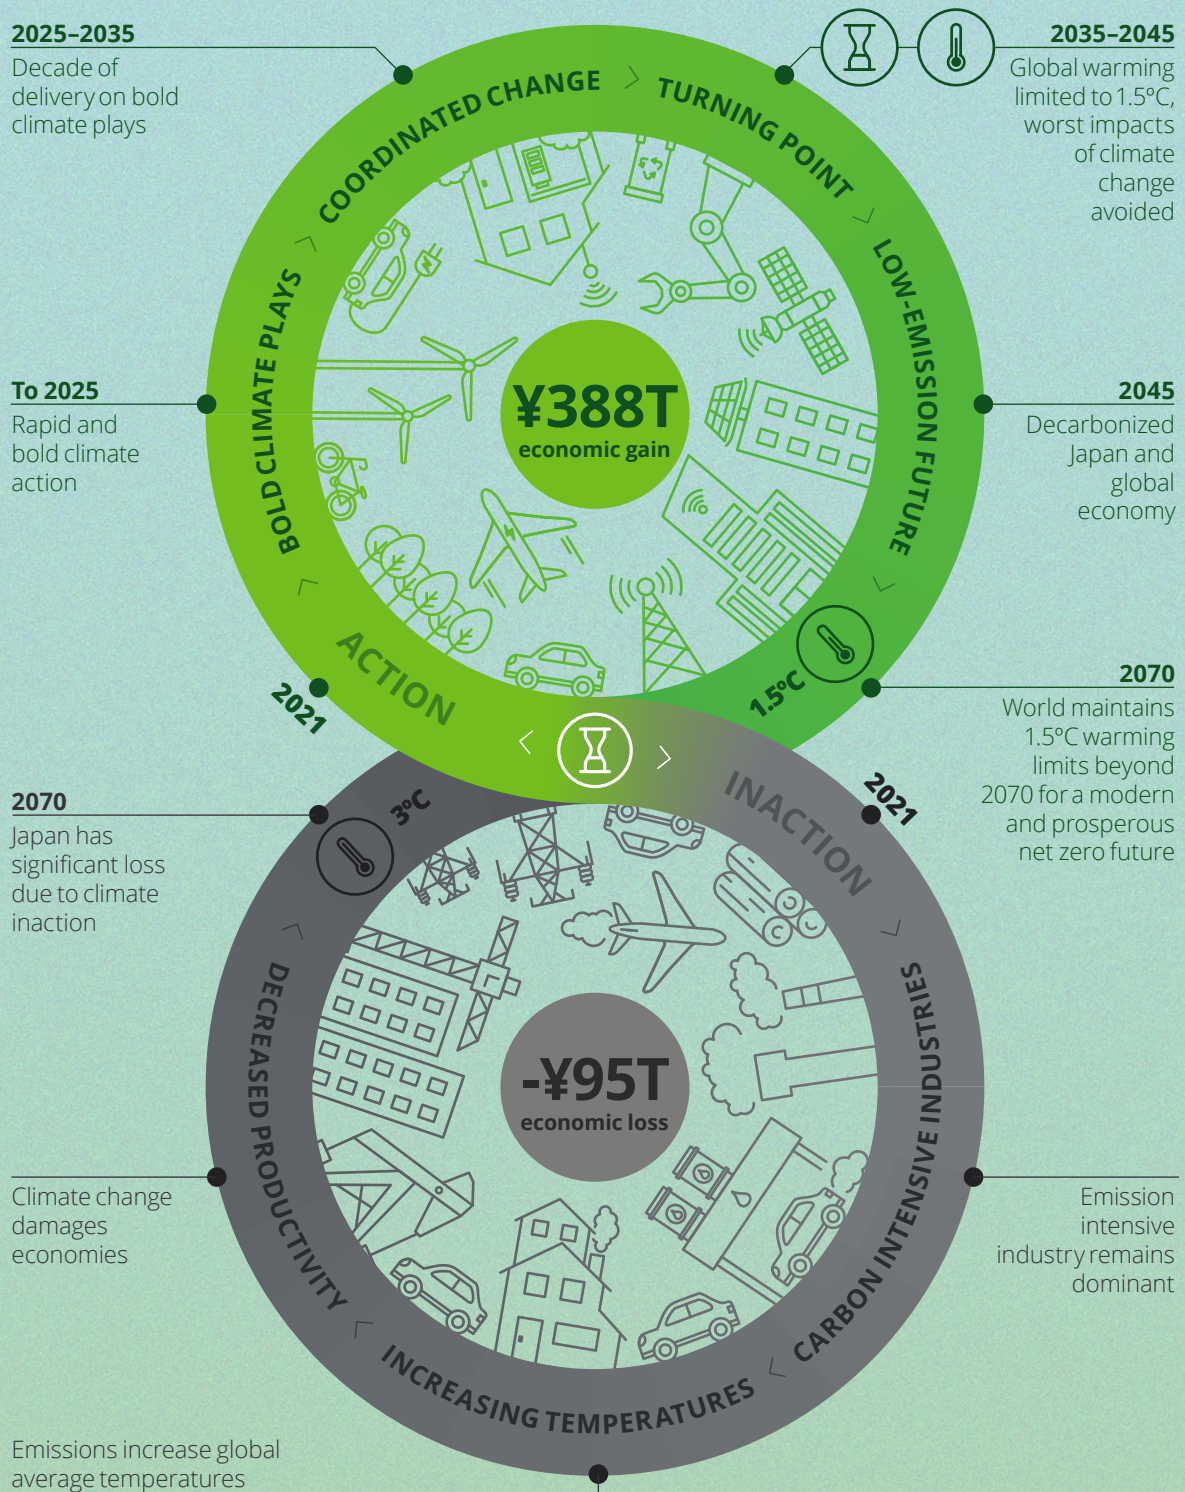 2025–2035
Decade of
delivery on bold
climate plays
2035–2045
Global warming
limited to 1.5ºC,
worst impacts
of climate
change
avoided
COORDINATED CHANGE
TURNING POINT
BOLD CLIMATE PLAYS
LOW-EMISSION FUTURE
To 2025
Rapid and
bold climate
action
¥388T
economic gain
2045
Decarbonized
Japan and
global
economy
ACTION
2021
1.5ºC
2070
World maintains
1.5ºC warming
limits beyond
2070 for a modern
and prosperous
net zero future
2070
Japan has
significant loss
due to climate
inaction
3ºC
INACTION
2021
DECREASED PRODUCTIVITY
CARBON INTENSIVE INDUSTRIES
-¥95T
economic loss
Climate change
damages
economies
Emission
intensive
industry remains
dominant
INCREASING TEMPERATURES
Emissions increase global
average temperatures